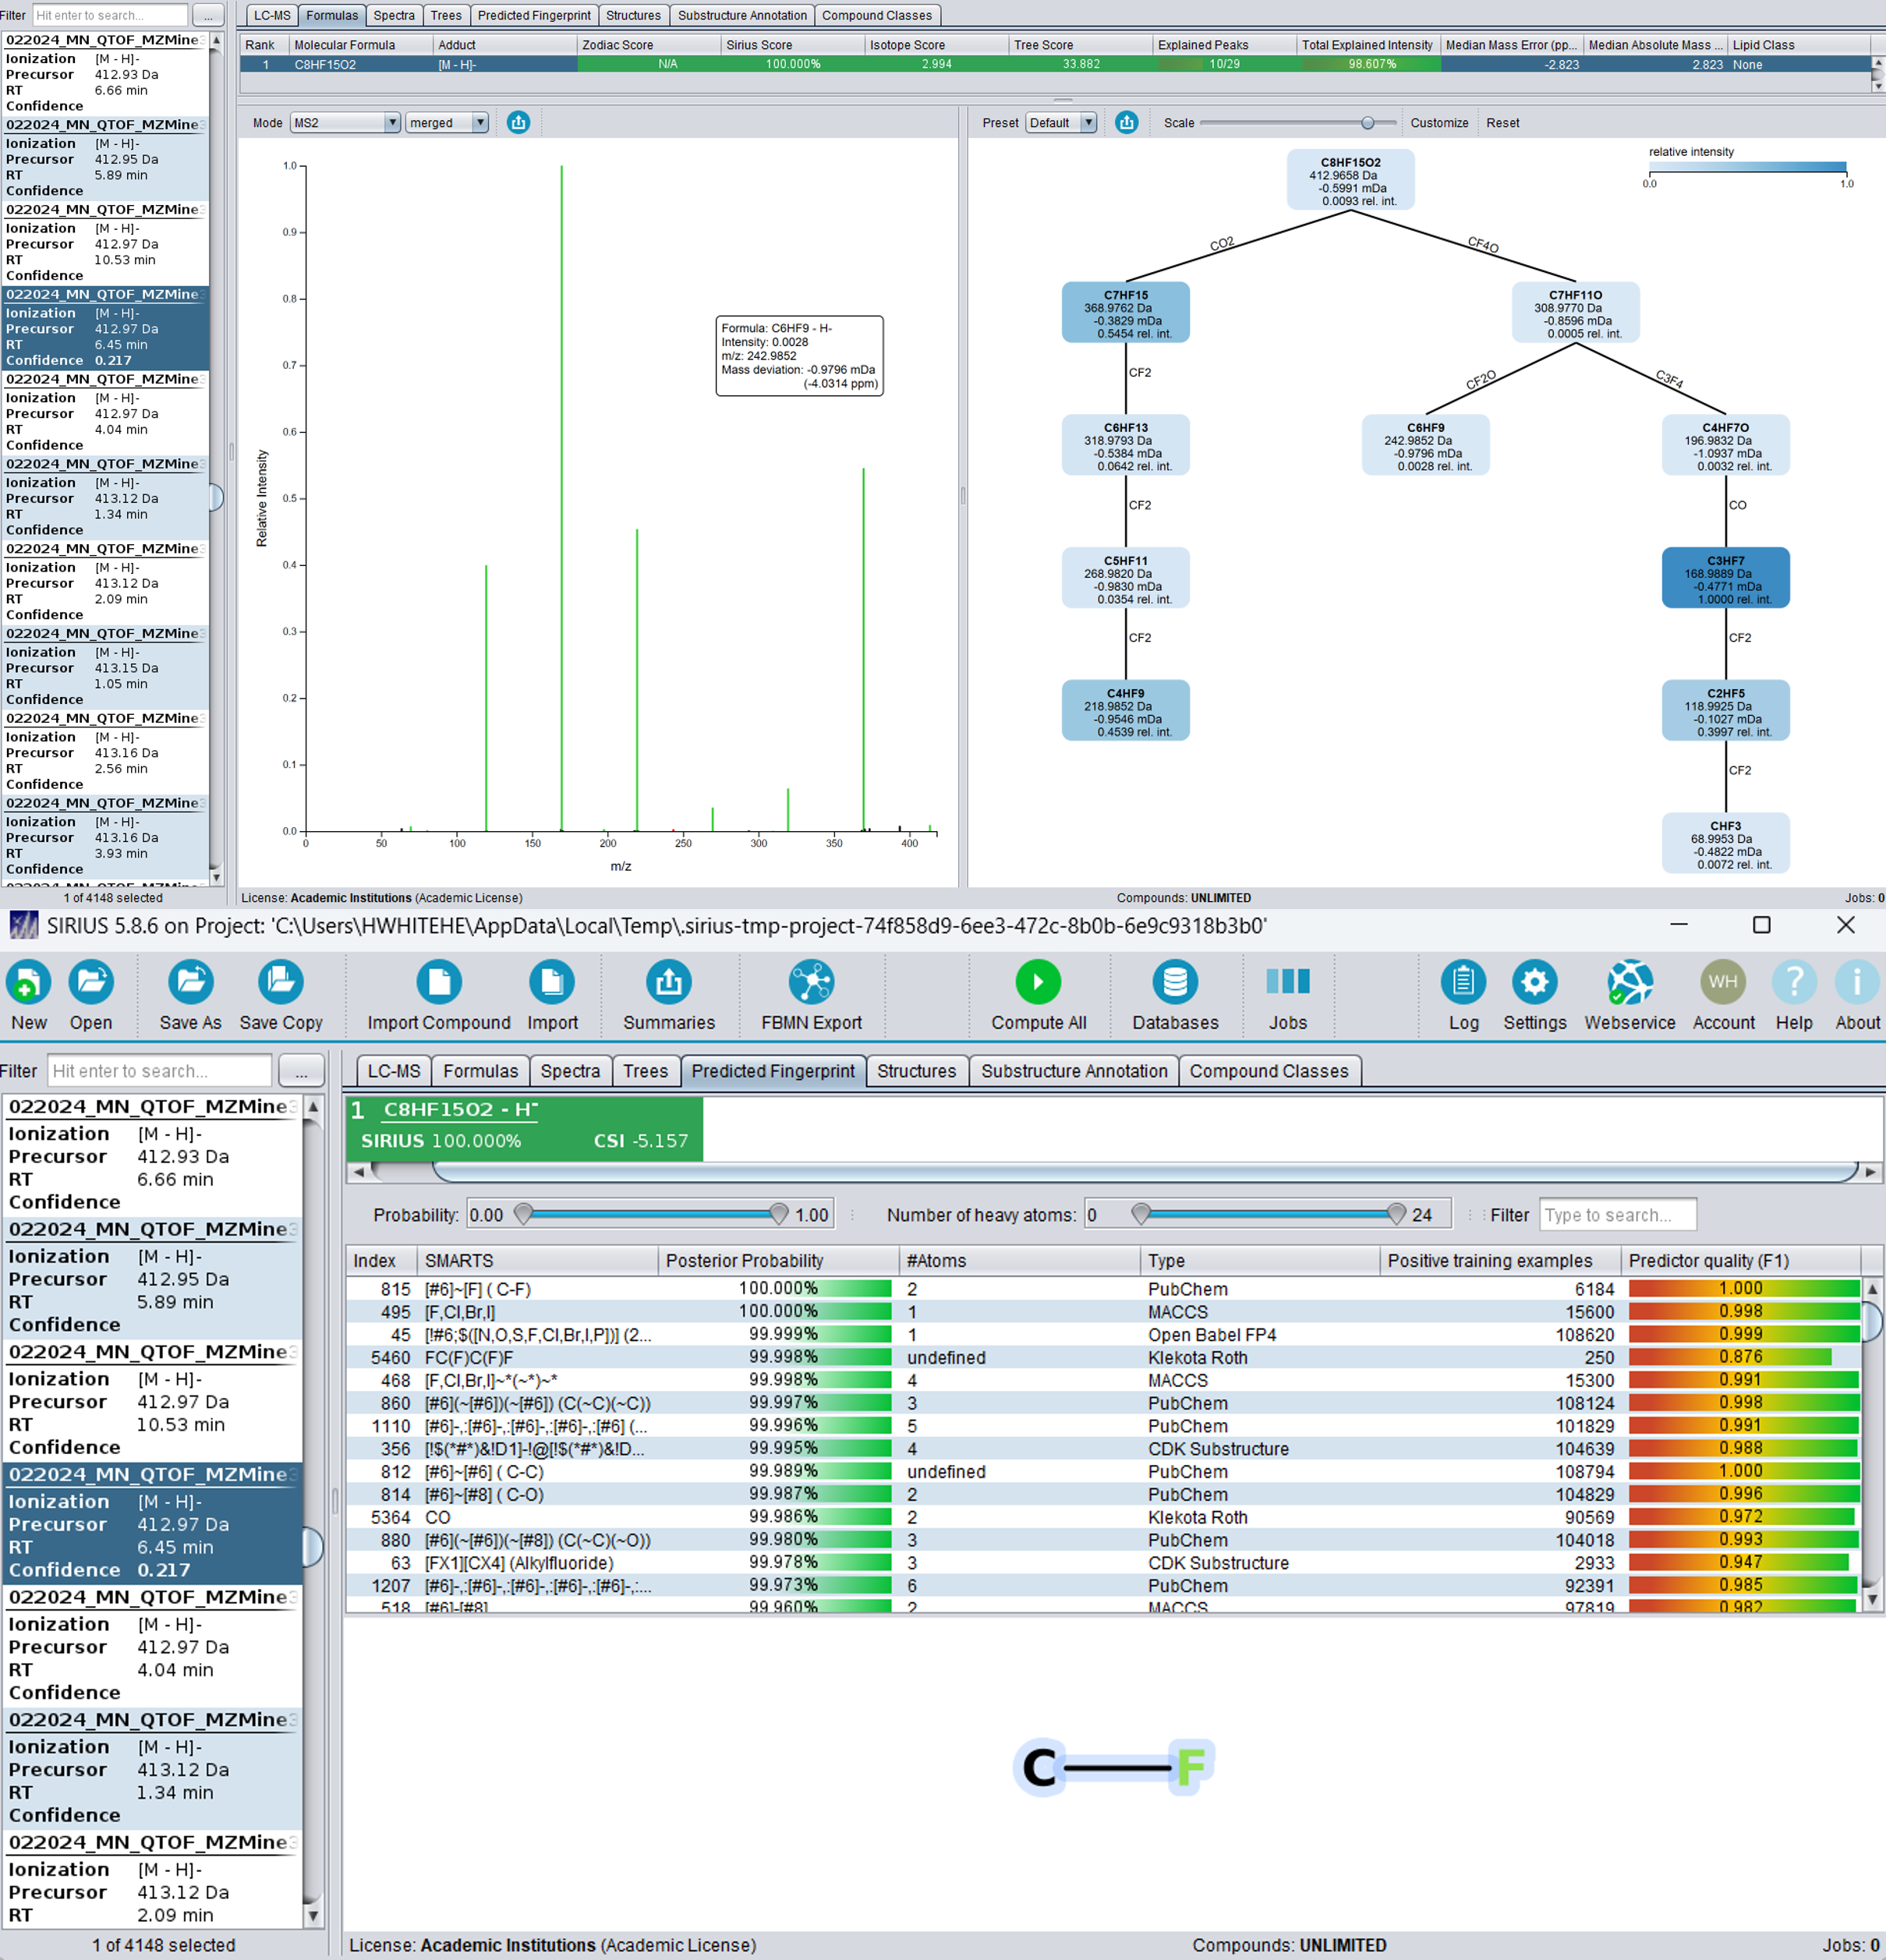 Filter Hit enter to search... ...
LC-MS Formulas Spectra Trees Predicted Fingerprint Structures Substructure Annotation Compound Classes
022024_MN_QTOF_MZMine3
Ionization [M - H]-
Precursor 412.93 Da
RT 6.66 min
Confidence
022024_MN_QTOF_MZMine3
Ionization [M - H]-
Precursor 412.95 Da
RT 5.89 min
Confidence
022024_MN_QTOF_MZMine3
Ionization [M - H]-
Precursor 412.97 Da
RT 10.53 min
Confidence
022024_MN_QTOF_MZMine3
Ionization [M - H]-
Precursor 412.97 Da
RT 6.45 min
Confidence 0.217
022024_MN_QTOF_MZMine3
Ionization [M - H]-
Precursor 412.97 Da
RT 4.04 min
Confidence
022024_MN_QTOF_MZMine3
Ionization [M - H]-
Precursor 413.12 Da
RT 1.34 min
Confidence
022024_MN_QTOF_MZMine3
Ionization [M - H]-
Precursor 413.12 Da
RT 2.09 min
Confidence
022024_MN_QTOF_MZMine3
Ionization [M - H]-
Precursor 413.15 Da
RT 1.05 min
Confidence
022024_MN_QTOF_MZMine3
Ionization [M - H]-
Precursor 413.16 Da
RT 2.56 min
Confidence
022024_MN_QTOF_MZMine3
Ionization [M - H]-
Precursor 413.16 Da
RT 3.93 min
Confidence
1 of 4148 selected
Rank Molecular Formula Adduct Zodiac Score Sirius Score Isotope Score Tree Score Explained Peaks Total Explained Intensity Median Mass Error (pp... Median Absolute Mass ... Lipid Class
1 C8HF15O2 [M - H]- N/A 100.000% 2.994 33.882 10/29 98.607% -2.823 2.823 None
Mode MS2 merged
Relative Intensity
1.0
0.9
0.8
0.7
0.6
0.5
0.4
0.3
0.2
0.1
0.0
0 50 100 150 200 250 300 350 400
m/z
Formula: C6HF9 - H-
Intensity: 0.0028
m/z: 242.9852
Mass deviation: -0.9796 mDa
(-4.0314 ppm)
Preset Default Scale Customize Reset
relative intensity
0.0 1.0
C8HF15O2
412.9658 Da
-0.5991 mDa
0.0093 rel. int.
CO2 CF4O
C7HF15
368.9762 Da
-0.3829 mDa
0.5454 rel. int.
C7HF11O
308.9770 Da
-0.8596 mDa
0.0005 rel. int.
CF2 CF2O C3F4
C6HF13
318.9793 Da
-0.5384 mDa
0.0642 rel. int.
C6HF9
242.9852 Da
-0.9796 mDa
0.0028 rel. int.
C4HF7O
196.9832 Da
-1.0937 mDa
0.0032 rel. int.
CF2 CO
C5HF11
268.9820 Da
-0.9830 mDa
0.0354 rel. int.
C3HF7
168.9889 Da
-0.4771 mDa
1.0000 rel. int.
CF2 CF2
C4HF9
218.9852 Da
-0.9546 mDa
0.4539 rel. int.
C2HF5
118.9925 Da
-0.1027 mDa
0.3997 rel. int.
CF2
CHF3
68.9953 Da
-0.4822 mDa
0.0072 rel. int.
License: Academic Institutions (Academic License) Compounds: UNLIMITED Jobs: 0
SIRIUS 5.8.6 on Project: 'C:\Users\HWHITEHE\AppData\Local\Temp\.sirius-tmp-project-74f858d9-6ee3-472c-8b0b-6e9c9318b3b0'
WH ? i
New Open Save As Save Copy Import Compound Import Summaries FBMN Export Compute All Databases Jobs Log Settings Webservice Account Help About
Filter Hit enter to search... ...
LC-MS Formulas Spectra Trees Predicted Fingerprint Structures Substructure Annotation Compound Classes
022024_MN_QTOF_MZMine3
Ionization [M - H]-
Precursor 412.93 Da
RT 6.66 min
Confidence
022024_MN_QTOF_MZMine3
Ionization [M - H]-
Precursor 412.95 Da
RT 5.89 min
Confidence
022024_MN_QTOF_MZMine3
Ionization [M - H]-
Precursor 412.97 Da
RT 10.53 min
Confidence
022024_MN_QTOF_MZMine3
Ionization [M - H]-
Precursor 412.97 Da
RT 6.45 min
Confidence 0.217
022024_MN_QTOF_MZMine3
Ionization [M - H]-
Precursor 412.97 Da
RT 4.04 min
Confidence
022024_MN_QTOF_MZMine3
Ionization [M - H]-
Precursor 413.12 Da
RT 1.34 min
Confidence
022024_MN_QTOF_MZMine3
Ionization [M - H]-
Precursor 413.12 Da
RT 2.09 min
1 of 4148 selected
1 C8HF15O2 - H⁻
SIRIUS 100.000% CSI -5.157
Probability: 0.00 1.00 Number of heavy atoms: 0 24 Filter Type to search...
Index SMARTS Posterior Probability #Atoms Type Positive training examples Predictor quality (F1)
815 [#6]~[F] ( C-F) 100.000% 2 PubChem 6184 1.000
495 [F,Cl,Br,I] 100.000% 1 MACCS 15600 0.998
45 [!#6;$([N,O,S,F,Cl,Br,I,P])] (2... 99.999% 1 Open Babel FP4 108620 0.999
5460 FC(F)C(F)F 99.998% undefined Klekota Roth 250 0.876
468 [F,Cl,Br,I]~*(~*)~* 99.998% 4 MACCS 15300 0.991
860 [#6](~[#6])(~[#6]) (C(~C)(~C)) 99.997% 3 PubChem 108124 0.998
1110 [#6]-,:[#6]-,:[#6]-,:[#6]-,:[#6] (... 99.996% 5 PubChem 101829 0.991
356 [!$(*#*)&!D1]-!@[!$(*#*)&!D... 99.995% 4 CDK Substructure 104639 0.988
812 [#6]~[#6] ( C-C) 99.989% undefined PubChem 108794 1.000
814 [#6]~[#8] ( C-O) 99.987% 2 PubChem 104829 0.996
5364 CO 99.986% 2 Klekota Roth 90569 0.972
880 [#6](~[#6])(~[#8]) (C(~C)(~O)) 99.980% 3 PubChem 104018 0.993
63 [FX1][CX4] (Alkylfluoride) 99.978% 3 CDK Substructure 2933 0.947
1207 [#6]-,:[#6]-,:[#6]-,:[#6]-,:[#6]-,:... 99.973% 6 PubChem 92391 0.985
518 [#6]-[#8] 99.960% 2 MACCS 97819 0.982
C F
License: Academic Institutions (Academic License) Compounds: UNLIMITED Jobs: 0